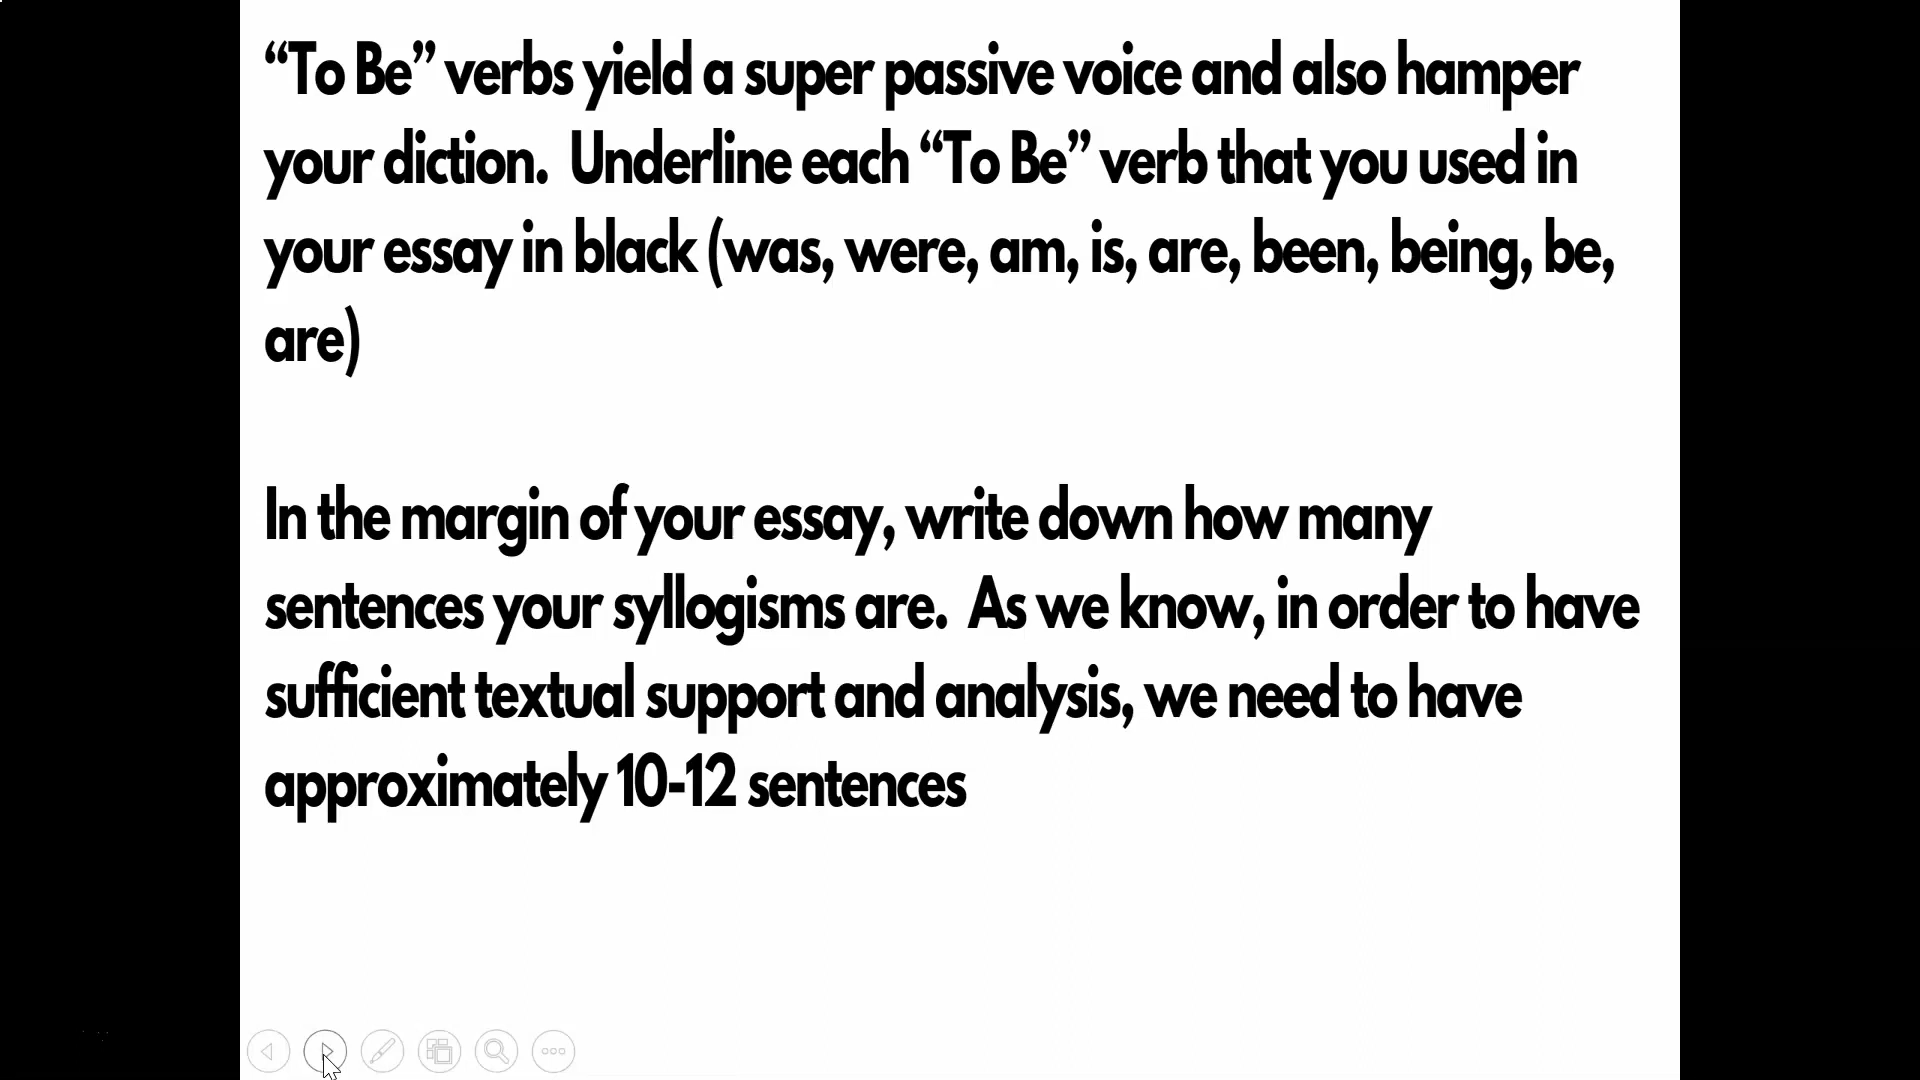 “To Be” verbs yield a super passive voice and also hamper
your diction.  Underline each “To Be” verb that you used in
your essay in black (was, were, am, is, are, been, being, be,
are)
In the margin of your essay, write down how many
sentences your syllogisms are.  As we know, in order to have
sufficient textual support and analysis, we need to have
approximately 10-12 sentences